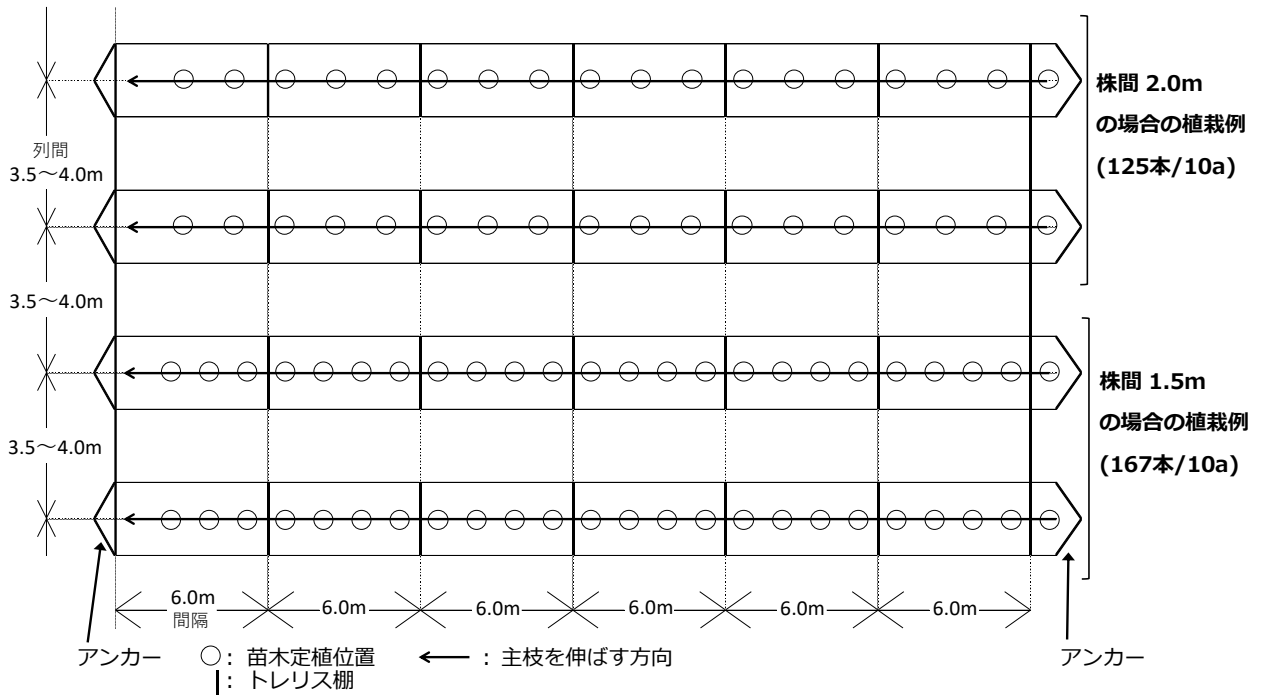 列間
3.5～4.0m
3.5～4.0m
3.5～4.0m
株間 2.0m
の場合の植栽例
(125本/10a)
株間 1.5m
の場合の植栽例
(167本/10a)
6.0m
間隔
6.0m
6.0m
6.0m
6.0m
6.0m
アンカー
アンカー
○：苗木定植位置
：主枝を伸ばす方向
：トレリス棚